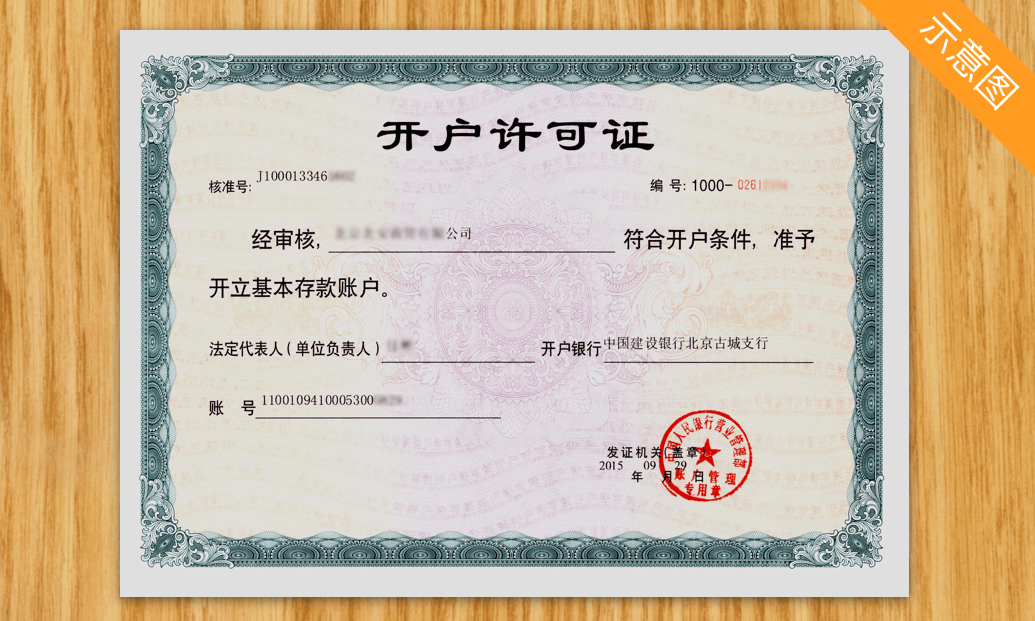 示意图
开户许可证
核准号: J100013346
编 号: 1000- 0261
经审核, 公司 符合开户条件, 准予
开立基本存款账户。
法定代表人(单位负责人) 开户银行 中国建设银行北京古城支行
账 号 1100109410005300
发证机关(盖章)
2015 年 09 月 29 日
中国人民银行营业管理部
账户管理
专用章